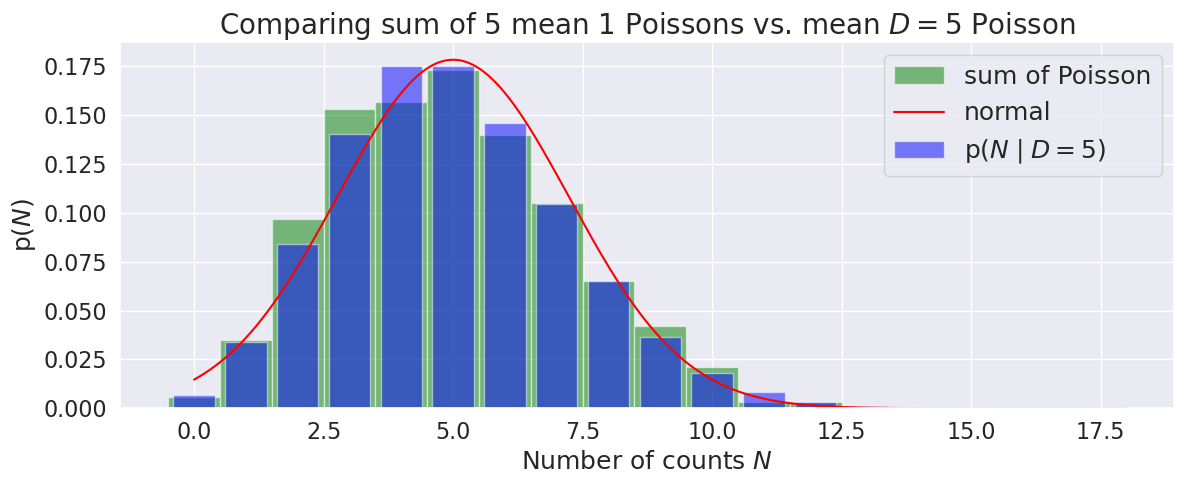 Comparing sum of 5 mean 1 Poissons vs. mean D = 5 Poisson
sum of Poisson
normal
p(N | D = 5)
p(N)
0.175
0.150
0.125
0.100
0.075
0.050
0.025
0.000
0.0 2.5 5.0 7.5 10.0 12.5 15.0 17.5
Number of counts N